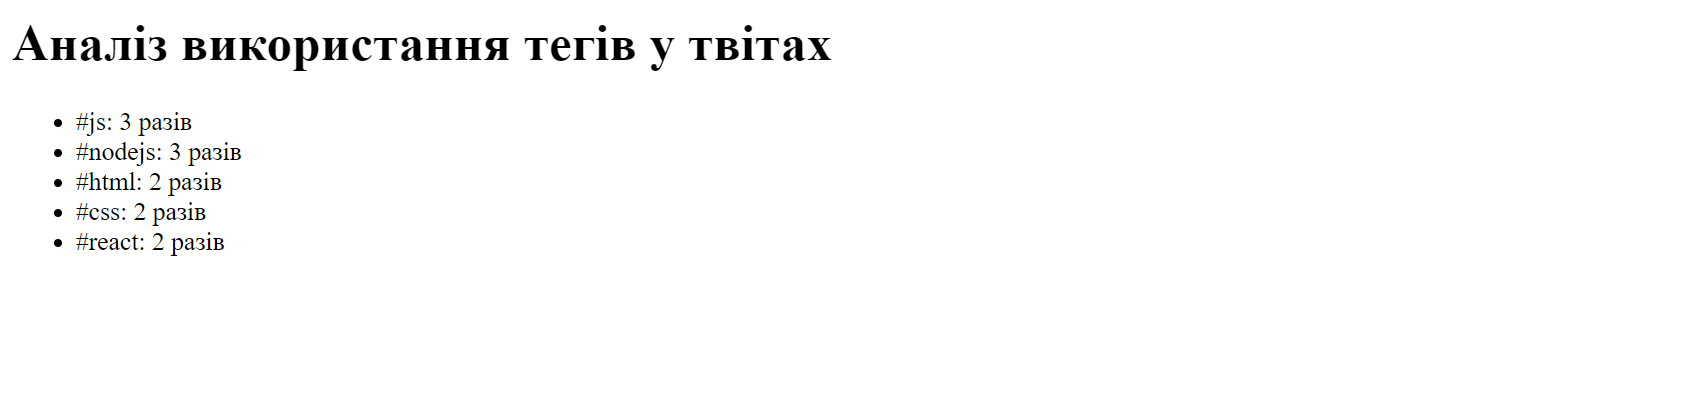 Аналіз використання тегів у твітах
#js: 3 разів
#nodejs: 3 разів
#html: 2 разів
#css: 2 разів
#react: 2 разів